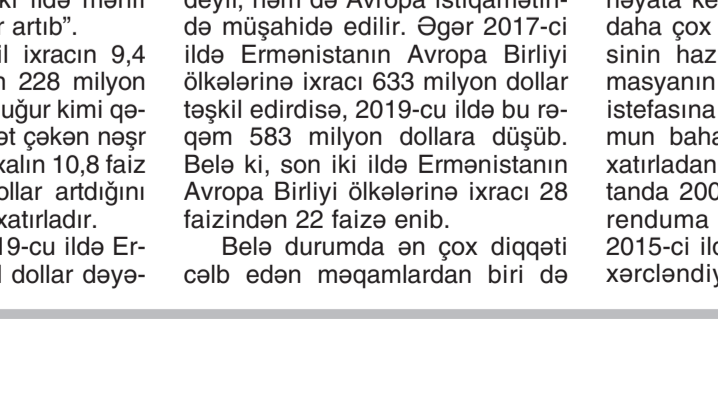 ildə
r artıb”.
il ixracın 9,4
n 228 milyon
uğur kimi qə-
ət çəkən nəşr
xalın 10,8 faiz
ollar artdığını
xatırladır.
19-cu ildə Er-
dollar dəyə-
deyil, həm də Avropa istiqamətin-
də müşahidə edilir. Əgər 2017-ci
ildə Ermənistanın Avropa Birliyi
ölkələrinə ixracı 633 milyon dollar
təşkil edirdisə, 2019-cu ildə bu rə-
qəm 583 milyon dollara düşüb.
Belə ki, son iki ildə Ermənistanın
Avropa Birliyi ölkələrinə ixracı 28
faizindən 22 faizə enib.
Belə durumda ən çox diqqəti
cəlb edən məqamlardan biri də
həyata ke
daha çox
sinin haz
masyanın
istefasına
mun baha
xatırladan
tanda 200
renduma
2015-ci ild
xərcləndiy